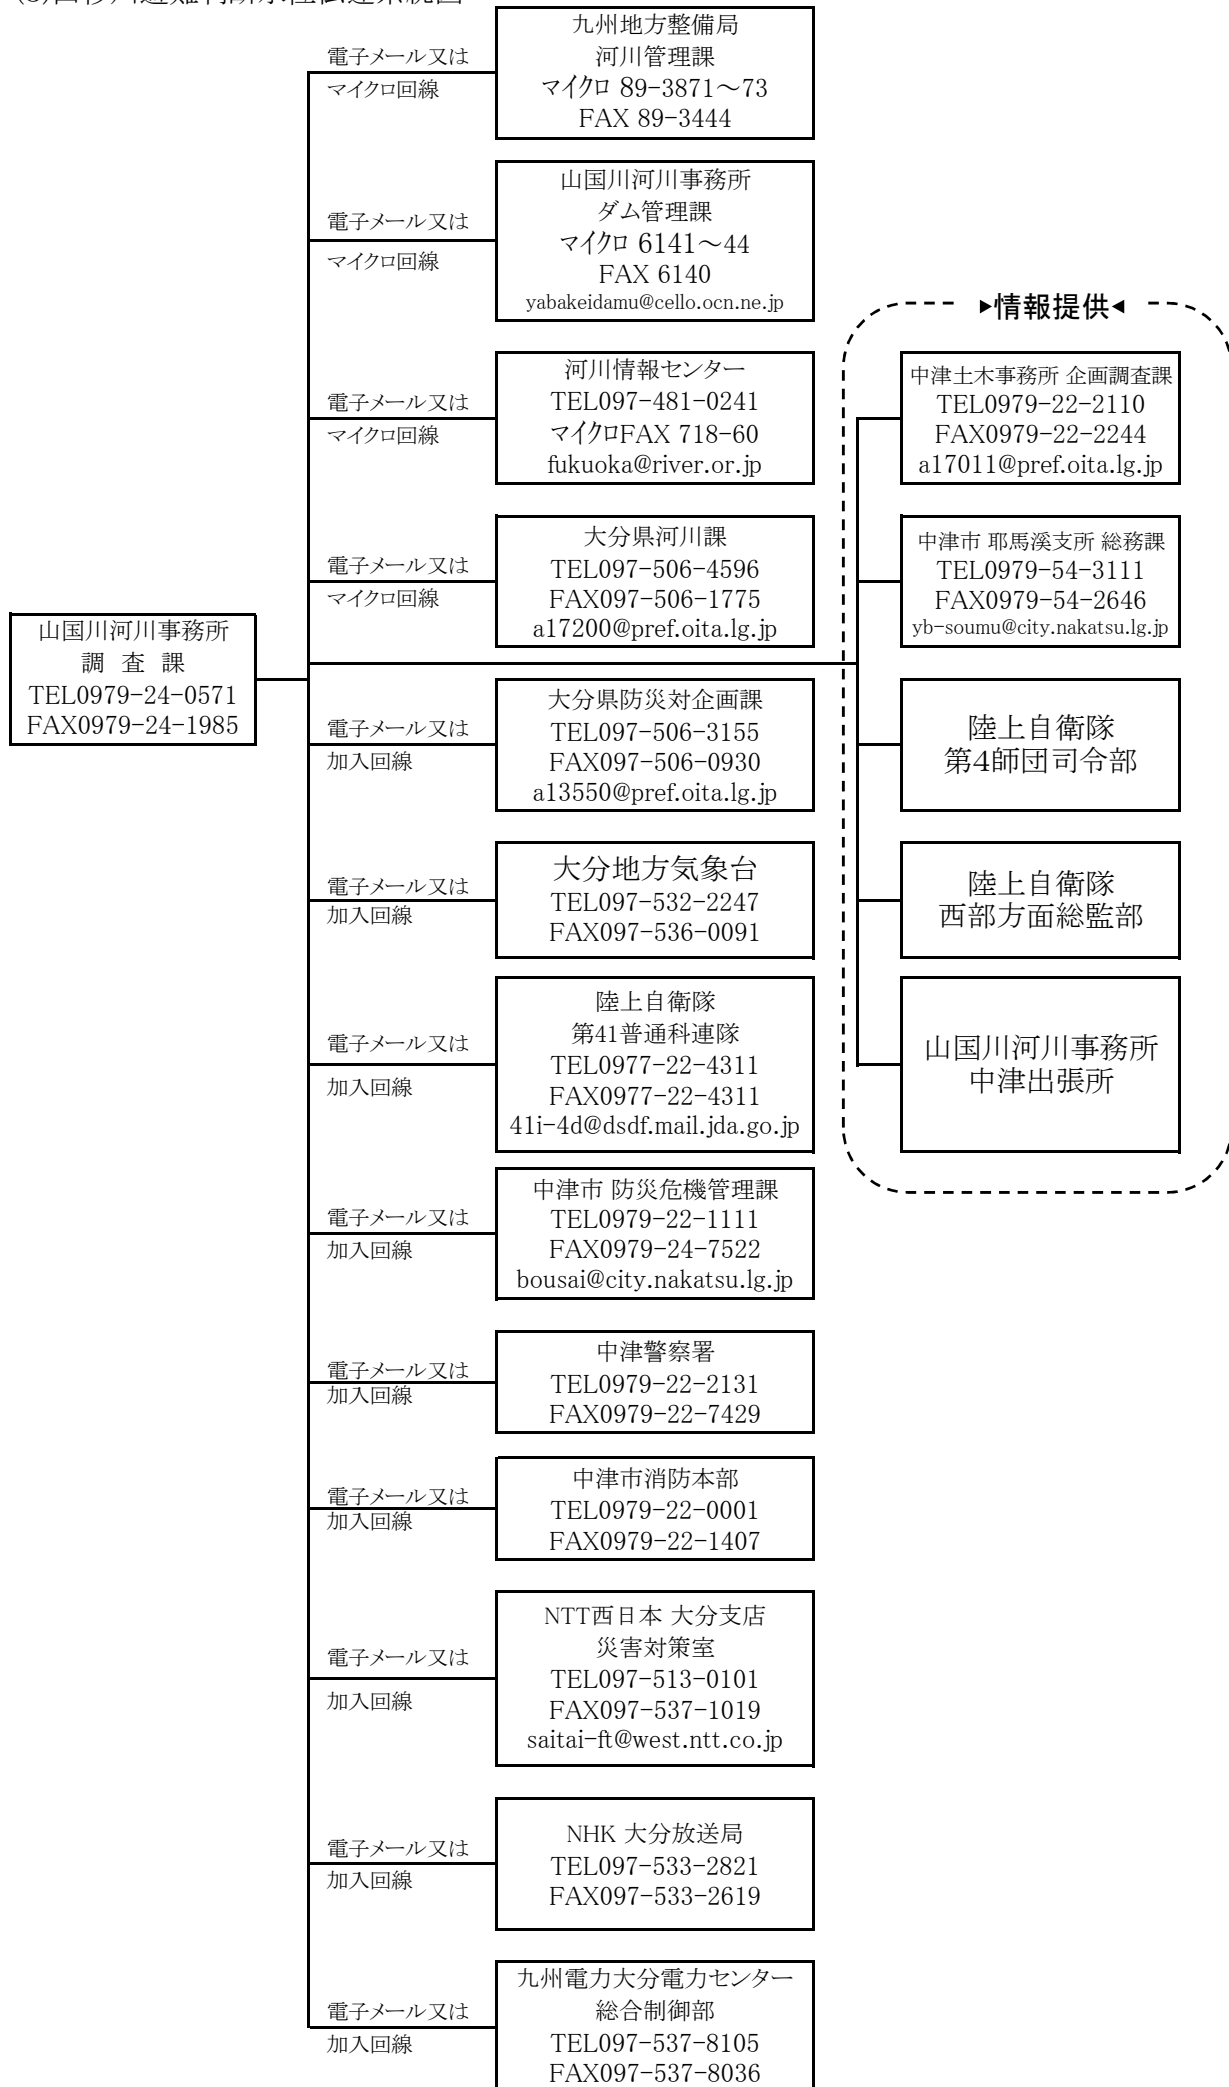 山国川河川事務所
調 査 課
TEL0979-24-0571
FAX0979-24-1985
電子メール又は
マイクロ回線
九州地方整備局
河川管理課
マイクロ 89-3871～73
FAX 89-3444
電子メール又は
マイクロ回線
山国川河川事務所
ダム管理課
マイクロ 6141～44
FAX 6140
yabakeidamu@cello.ocn.ne.jp
電子メール又は
マイクロ回線
河川情報センター
TEL097-481-0241
マイクロFAX 718-60
fukuoka@river.or.jp
電子メール又は
マイクロ回線
大分県河川課
TEL097-506-4596
FAX097-506-1775
a17200@pref.oita.lg.jp
電子メール又は
加入回線
大分県防災対企画課
TEL097-506-3155
FAX097-506-0930
a13550@pref.oita.lg.jp
電子メール又は
加入回線
大分地方気象台
TEL097-532-2247
FAX097-536-0091
電子メール又は
加入回線
陸上自衛隊
第41普通科連隊
TEL0977-22-4311
FAX0977-22-4311
41i-4d@dsdf.mail.jda.go.jp
電子メール又は
加入回線
中津市 防災危機管理課
TEL0979-22-1111
FAX0979-24-7522
bousai@city.nakatsu.lg.jp
電子メール又は
加入回線
中津警察署
TEL0979-22-2131
FAX0979-22-7429
電子メール又は
加入回線
中津市消防本部
TEL0979-22-0001
FAX0979-22-1407
電子メール又は
加入回線
NTT西日本 大分支店
災害対策室
TEL097-513-0101
FAX097-537-1019
saitai-ft@west.ntt.co.jp
電子メール又は
加入回線
NHK 大分放送局
TEL097-533-2821
FAX097-533-2619
電子メール又は
加入回線
九州電力大分電力センター
総合制御部
TEL097-537-8105
FAX097-537-8036
▶情報提供◀
中津土木事務所 企画調査課
TEL0979-22-2110
FAX0979-22-2244
a17011@pref.oita.lg.jp
中津市 耶馬溪支所 総務課
TEL0979-54-3111
FAX0979-54-2646
yb-soumu@city.nakatsu.lg.jp
陸上自衛隊
第4師団司令部
陸上自衛隊
西部方面総監部
山国川河川事務所
中津出張所